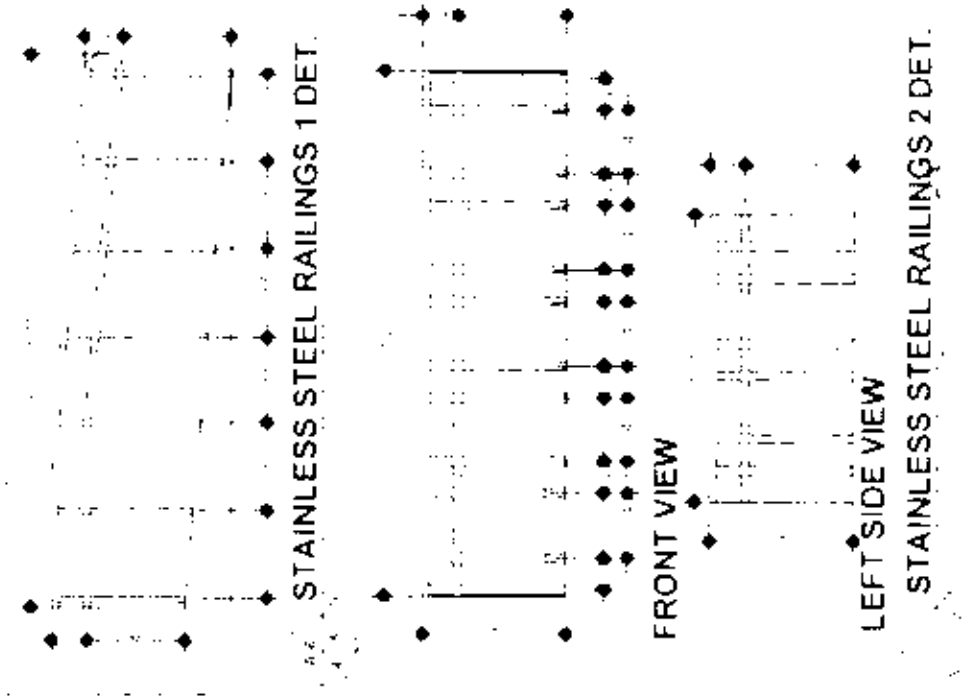 STAINLESS STEEL RAILINGS 1 DET.
FRONT VIEW
LEFT SIDE VIEW
STAINLESS STEEL RAILINGS 2 DET.